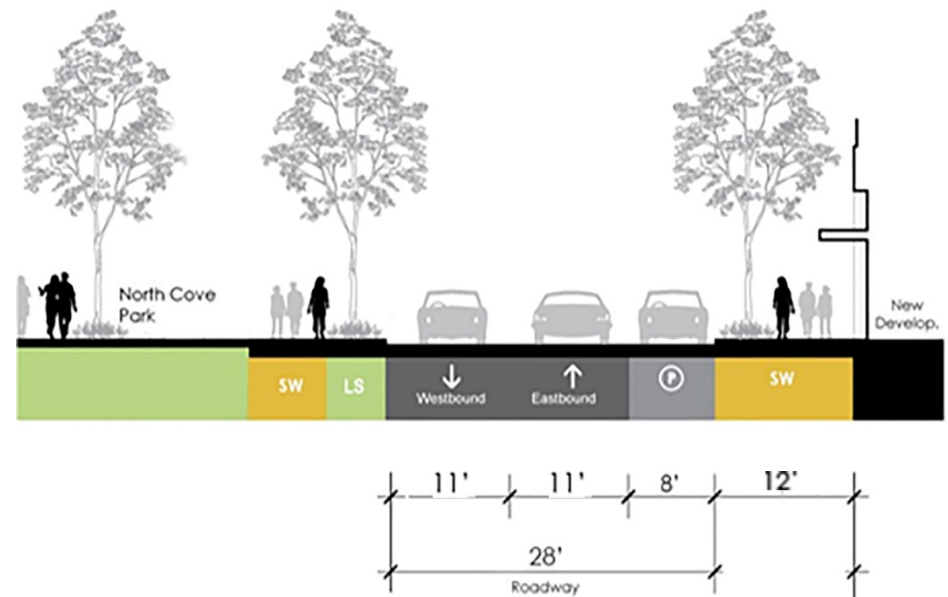 North Cove
Park
New
Develop.
SW
LS
Westbound
Eastbound
P
SW
11'
11'
8'
12'
28'
Roadway